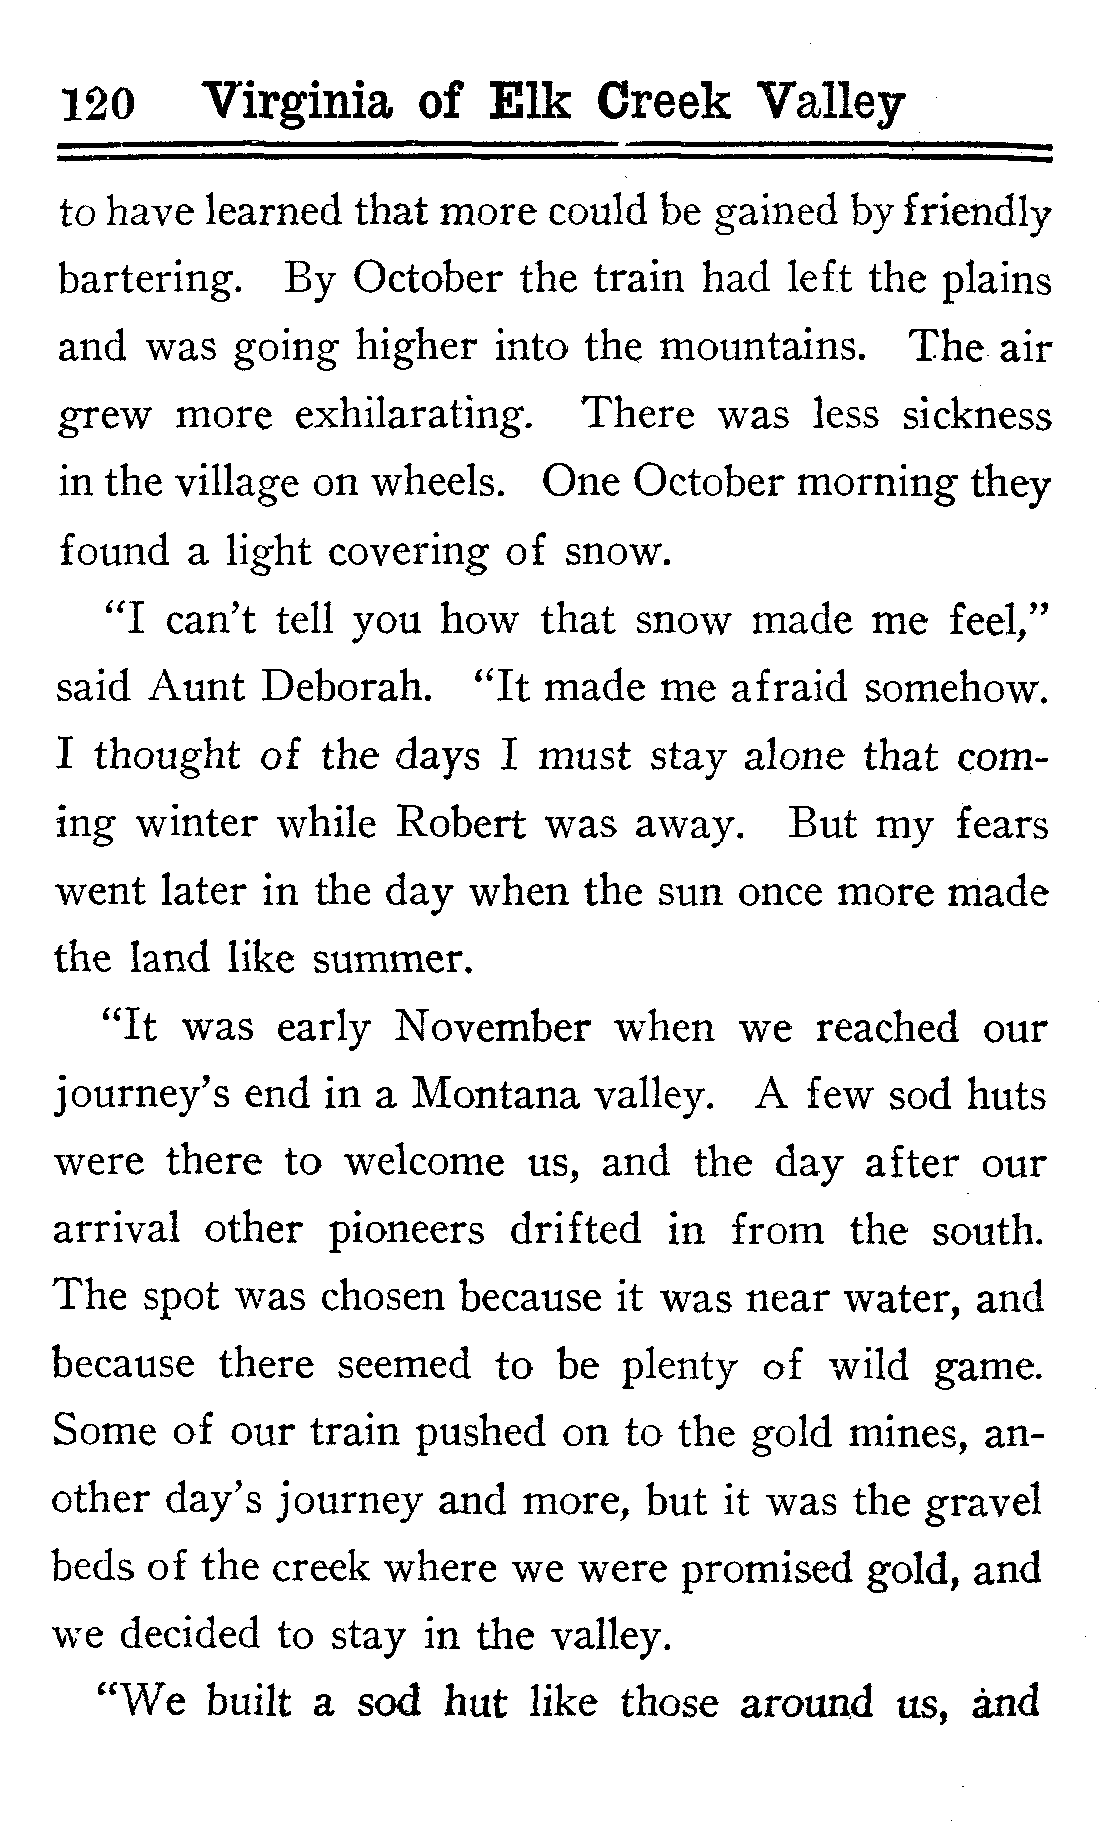 120 Virginia of Elk Creek Valley
to have learned that more could be gained by friendly
bartering. By October the train had left the plains
and was going higher into the mountains. The air
grew more exhilarating. There was less sickness
in the village on wheels. One October morning they
found a light covering of snow.
“I can’t tell you how that snow made me feel,”
said Aunt Deborah. “It made me afraid somehow.
I thought of the days I must stay alone that com-
ing winter while Robert was away. But my fears
went later in the day when the sun once more made
the land like summer.
“It was early November when we reached our
journey’s end in a Montana valley. A few sod huts
were there to welcome us, and the day after our
arrival other pioneers drifted in from the south.
The spot was chosen because it was near water, and
because there seemed to be plenty of wild game.
Some of our train pushed on to the gold mines, an-
other day’s journey and more, but it was the gravel
beds of the creek where we were promised gold, and
we decided to stay in the valley.
“We built a sod hut like those around us, and